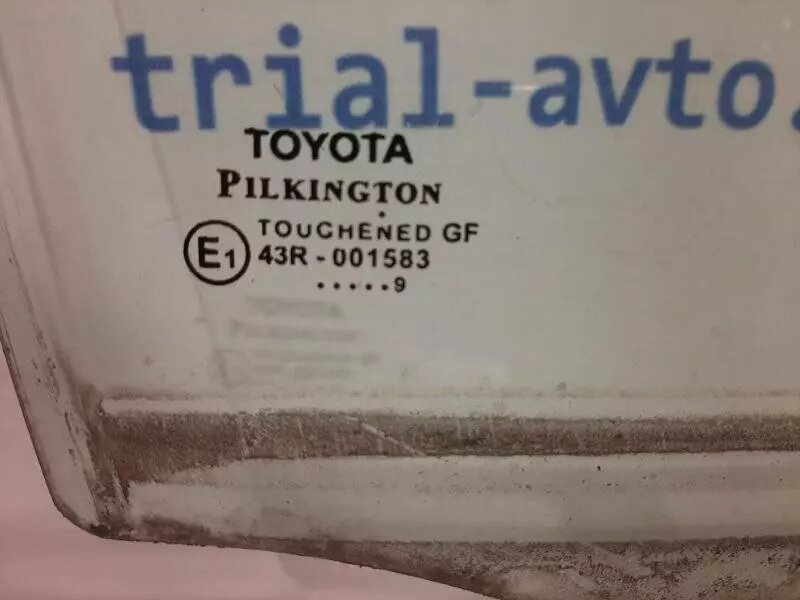 trial-avto.
TOYOTA
PILKINGTON
TOUGHENED GF
E1 43R - 001583
.....9